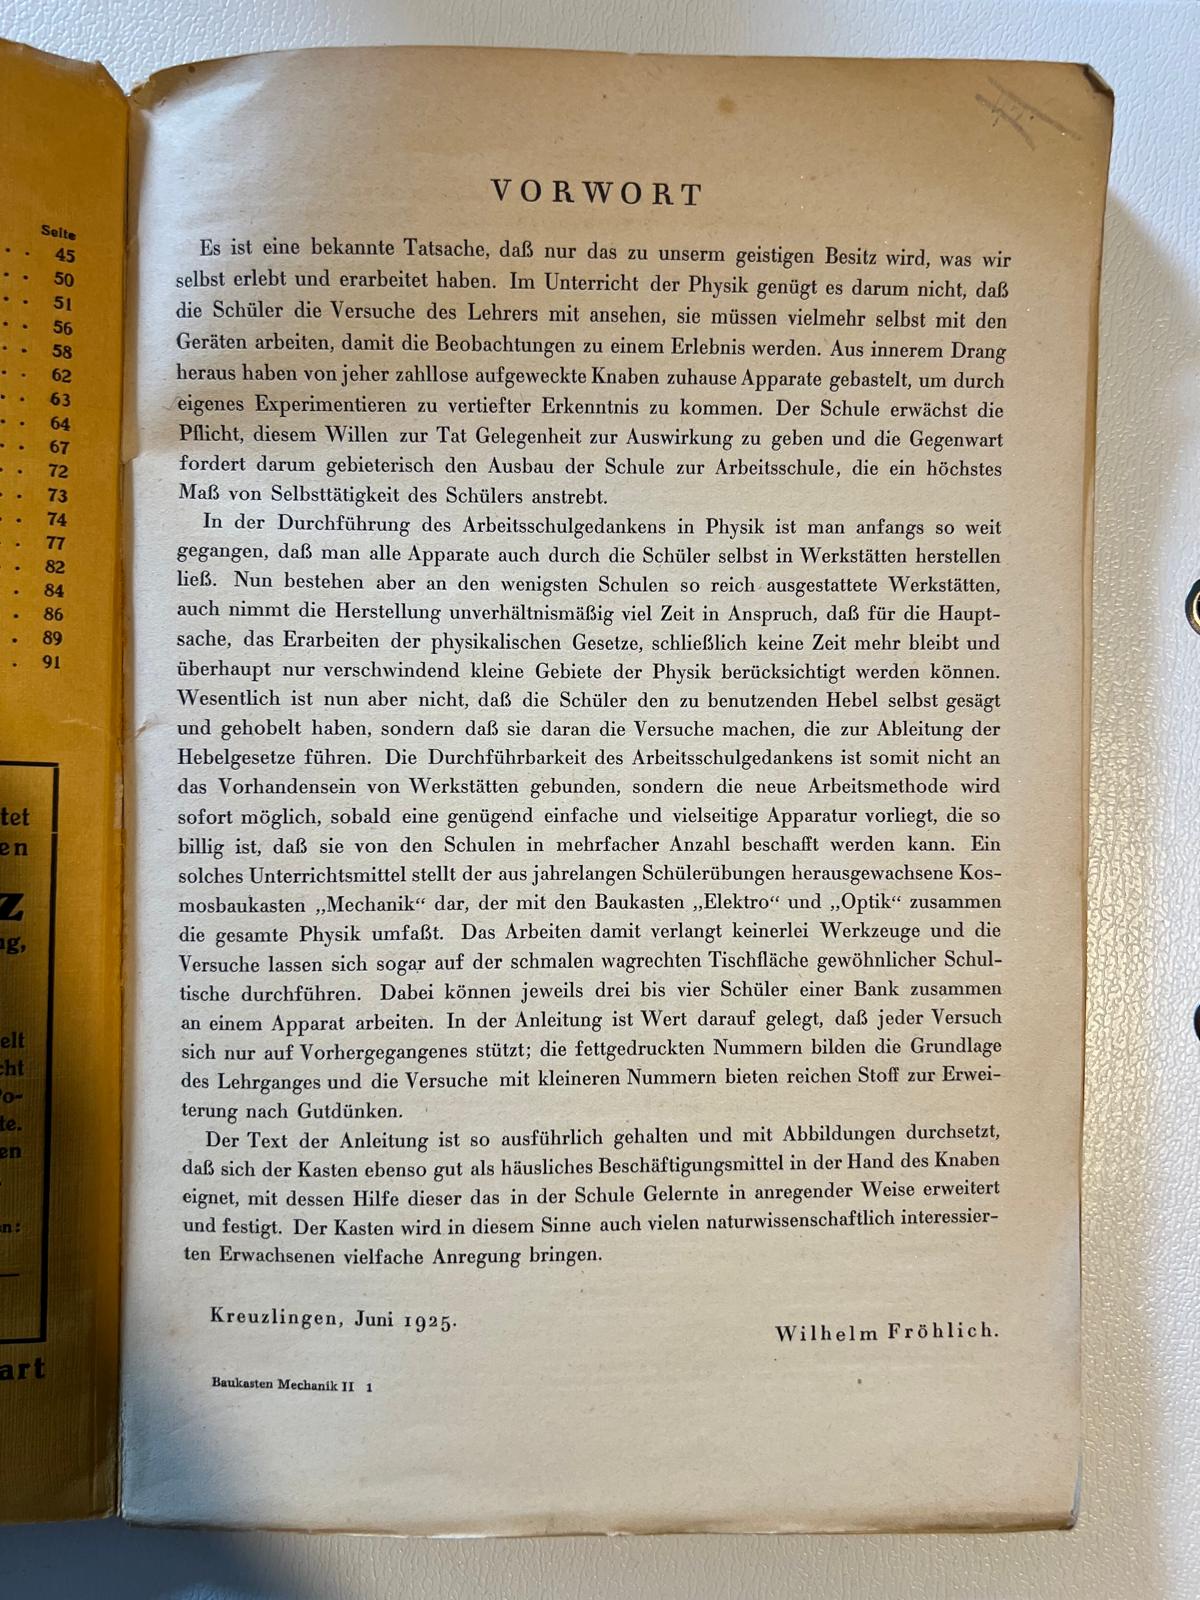 Seite
45
50
51
56
58
62
63
64
67
72
73
74
77
82
84
86
89
91
tet
en
Z
ng,
elt
cht
Po-
te.
en
n:
art
VORWORT
Es ist eine bekannte Tatsache, daß nur das zu unserm geistigen Besitz wird, was wir
selbst erlebt und erarbeitet haben. Im Unterricht der Physik genügt es darum nicht, daß
die Schüler die Versuche des Lehrers mit ansehen, sie müssen vielmehr selbst mit den
Geräten arbeiten, damit die Beobachtungen zu einem Erlebnis werden. Aus innerem Drang
heraus haben von jeher zahllose aufgeweckte Knaben zuhause Apparate gebastelt, um durch
eigenes Experimentieren zu vertiefter Erkenntnis zu kommen. Der Schule erwächst die
Pflicht, diesem Willen zur Tat Gelegenheit zur Auswirkung zu geben und die Gegenwart
fordert darum gebieterisch den Ausbau der Schule zur Arbeitsschule, die ein höchstes
Maß von Selbsttätigkeit des Schülers anstrebt.
In der Durchführung des Arbeitsschulgedankens in Physik ist man anfangs so weit
gegangen, daß man alle Apparate auch durch die Schüler selbst in Werkstätten herstellen
ließ. Nun bestehen aber an den wenigsten Schulen so reich ausgestattete Werkstätten,
auch nimmt die Herstellung unverhältnismäßig viel Zeit in Anspruch, daß für die Haupt-
sache, das Erarbeiten der physikalischen Gesetze, schließlich keine Zeit mehr bleibt und
überhaupt nur verschwindend kleine Gebiete der Physik berücksichtigt werden können.
Wesentlich ist nun aber nicht, daß die Schüler den zu benutzenden Hebel selbst gesägt
und gehobelt haben, sondern daß sie daran die Versuche machen, die zur Ableitung der
Hebelgesetze führen. Die Durchführbarkeit des Arbeitsschulgedankens ist somit nicht an
das Vorhandensein von Werkstätten gebunden, sondern die neue Arbeitsmethode wird
sofort möglich, sobald eine genügend einfache und vielseitige Apparatur vorliegt, die so
billig ist, daß sie von den Schulen in mehrfacher Anzahl beschafft werden kann. Ein
solches Unterrichtsmittel stellt der aus jahrelangen Schülerübungen herausgewachsene Kos-
mosbaukasten „Mechanik“ dar, der mit den Baukasten „Elektro“ und „Optik“ zusammen
die gesamte Physik umfaßt. Das Arbeiten damit verlangt keinerlei Werkzeuge und die
Versuche lassen sich sogar auf der schmalen wagrechten Tischfläche gewöhnlicher Schul-
tische durchführen. Dabei können jeweils drei bis vier Schüler einer Bank zusammen
an einem Apparat arbeiten. In der Anleitung ist Wert darauf gelegt, daß jeder Versuch
sich nur auf Vorhergegangenes stützt; die fettgedruckten Nummern bilden die Grundlage
des Lehrganges und die Versuche mit kleineren Nummern bieten reichen Stoff zur Erwei-
terung nach Gutdünken.
Der Text der Anleitung ist so ausführlich gehalten und mit Abbildungen durchsetzt,
daß sich der Kasten ebenso gut als häusliches Beschäftigungsmittel in der Hand des Knaben
eignet, mit dessen Hilfe dieser das in der Schule Gelernte in anregender Weise erweitert
und festigt. Der Kasten wird in diesem Sinne auch vielen naturwissenschaftlich interessier-
ten Erwachsenen vielfache Anregung bringen.
Kreuzlingen, Juni 1925.
Wilhelm Fröhlich.
Baukasten Mechanik II 1